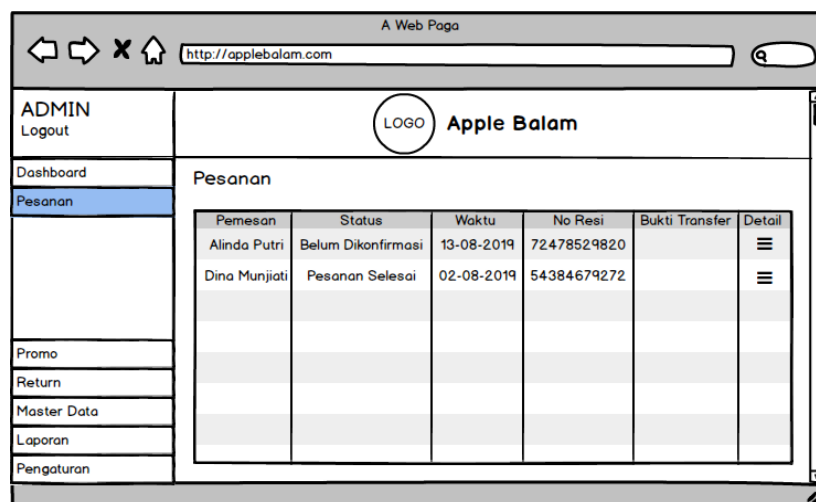 A Web Paga
http://applebalam.com
ADMIN
Logout
LOGO Apple Balam
Dashboard
Pesanan
Promo
Return
Master Data
Laporan
Pengaturan
Pesanan
Pemesan Status Waktu No Resi Bukti Transfer Detail
Alinda Putri Belum Dikonfirmasi 13-08-2019 72478529820
Dina Munjiati Pesanan Selesai 02-08-2019 54384679272